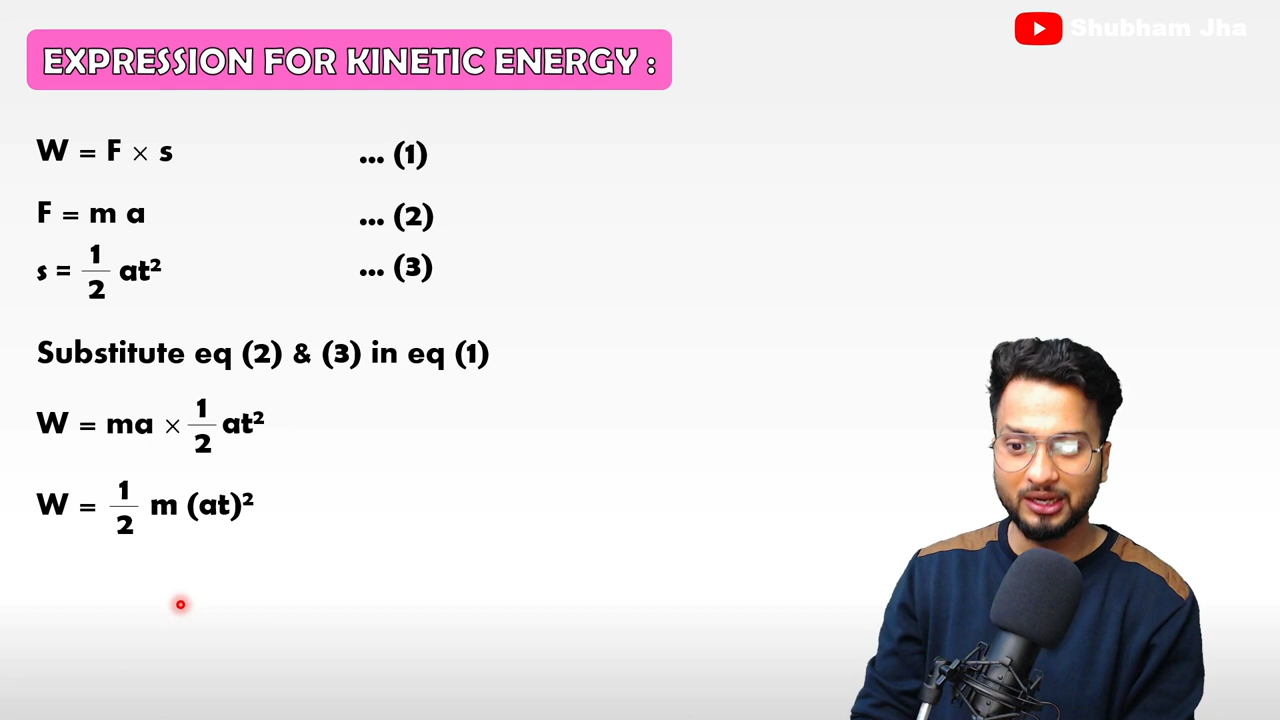 Shubham Jha
EXPRESSION FOR KINETIC ENERGY :
W = F × s ... (1)
F = m a ... (2)
s = 1/2 at² ... (3)
Substitute eq (2) & (3) in eq (1)
W = ma × 1/2 at²
W = 1/2 m (at)²